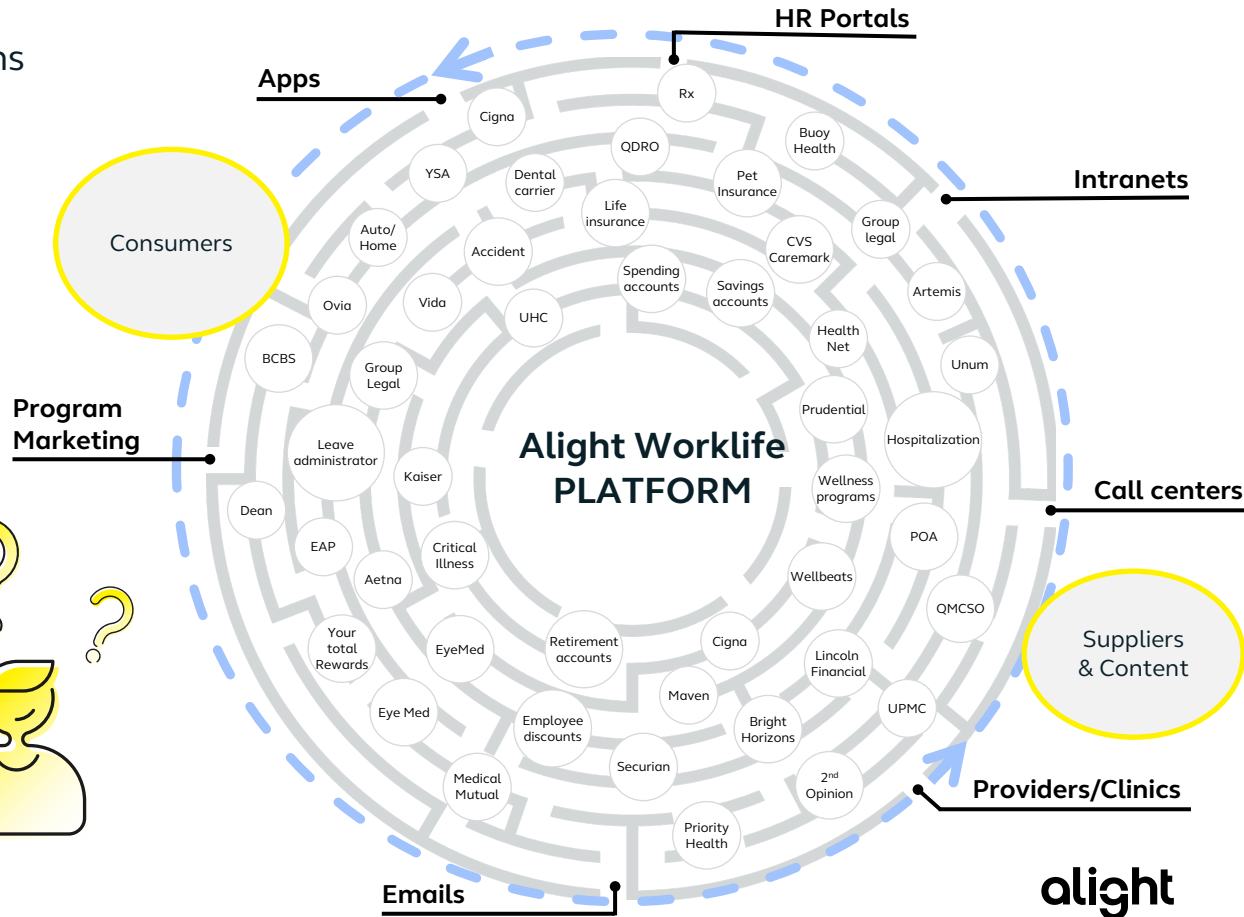 ns
HR Portals
Apps
Rx
Cigna
Buoy
Health
QDRO
YSA
Dental
carrier
Pet
Insurance
Intranets
Life
insurance
Group
legal
Auto/
Home
Consumers
Accident
CVS
Caremark
Spending
accounts
Savings
accounts
Artemis
Vida
Ovia
UHC
Health
Net
BCBS
Unum
Group
Legal
Program
Marketing
Prudential
Leave
administrator
Hospitalization
Alight Worklife
PLATFORM
Kaiser
Wellness
programs
Call centers
Dean
POA
EAP
Critical
Illness
Aetna
Wellbeats
QMCSO
Your
total
Rewards
EyeMed
Retirement
accounts
Cigna
Lincoln
Financial
Suppliers
& Content
Maven
UPMC
Eye Med
Employee
discounts
Bright
Horizons
Securian
Medical
Mutual
2nd
Opinion
Providers/Clinics
Priority
Health
Emails
alight